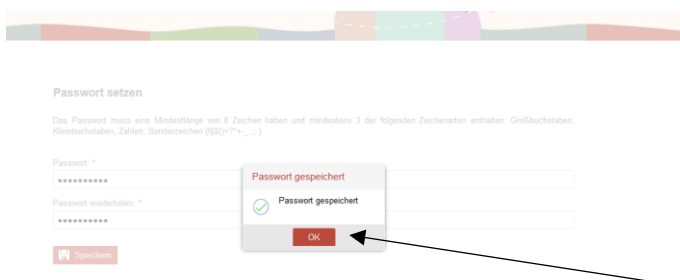 Passwort setzen
Das Passwort muss eine Mindestlänge von 8 Zeichen haben und mindestens 3 der folgenden Zeichenarten enthalten: Großbuchstaben,
Kleinbuchstaben, Zahlen, Sonderzeichen
Passwort: *
Passwort gespeichert
Passwort gespeichert
Passwort wiederholen: *
OK
Speichern